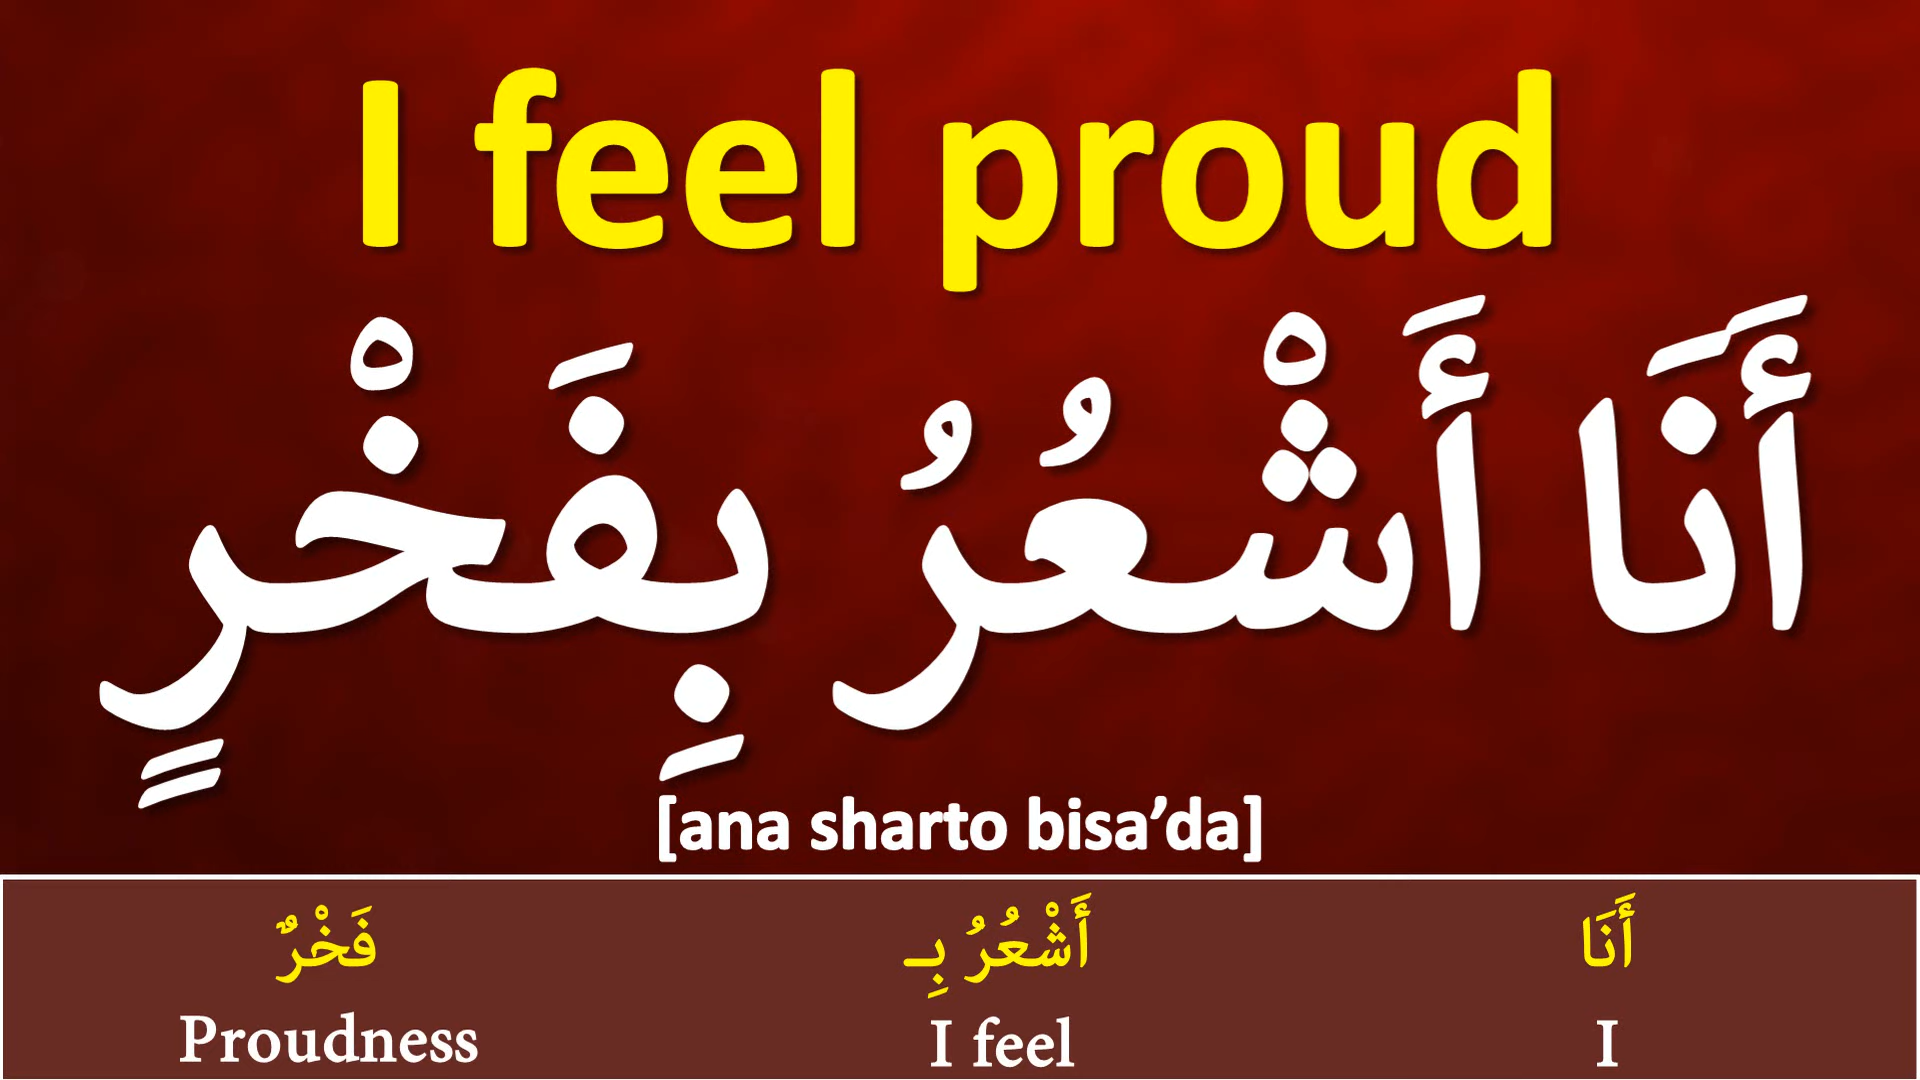 I feel proud
أَنَا أَشْعُرُ بِفَخْرٍ
[ana sharto bisa’da]
أَنَا أَشْعُرُ بِـ فَخْرٌ
I I feel Proudness